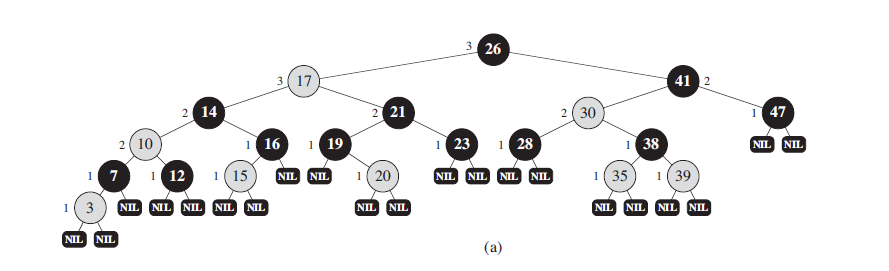 3 26
3 17 41 2
2 14 2 21 2 30 1 47
2 10 1 16 1 19 1 23 1 28 1 38 NIL NIL
1 7 1 12 1 15 NIL NIL 1 20 NIL NIL NIL NIL 1 35 1 39
1 3 NIL NIL NIL NIL NIL NIL NIL NIL NIL NIL NIL
NIL NIL
(a)